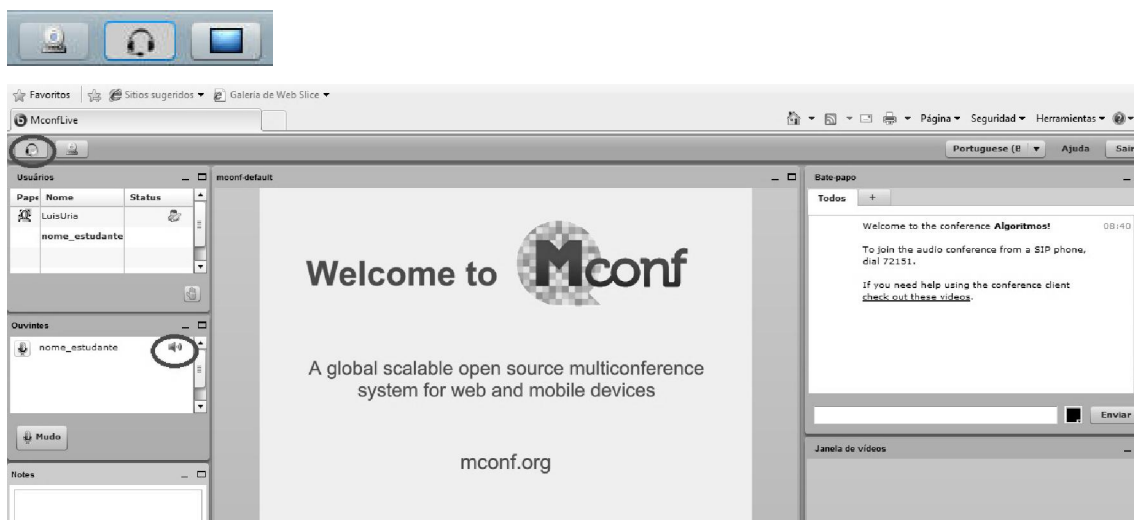 Favoritos Sitios sugeridos Galería de Web Slice
MconfLive Página Seguridad Herramientas
Portuguese (B Ajuda Sair
Usuários
Pape Nome Status
LuisUria
nome_estudante
Ouvintes
nome_estudante
Mudo
Notes
mconf-default
Welcome to Mconf
A global scalable open source multiconference
system for web and mobile devices
mconf.org
Bate-papo
Todos +
Welcome to the conference Algoritmos! 08:40
To join the audio conference from a SIP phone,
dial 72151.
If you need help using the conference client
check out these videos.
Enviar
Janela de vídeos